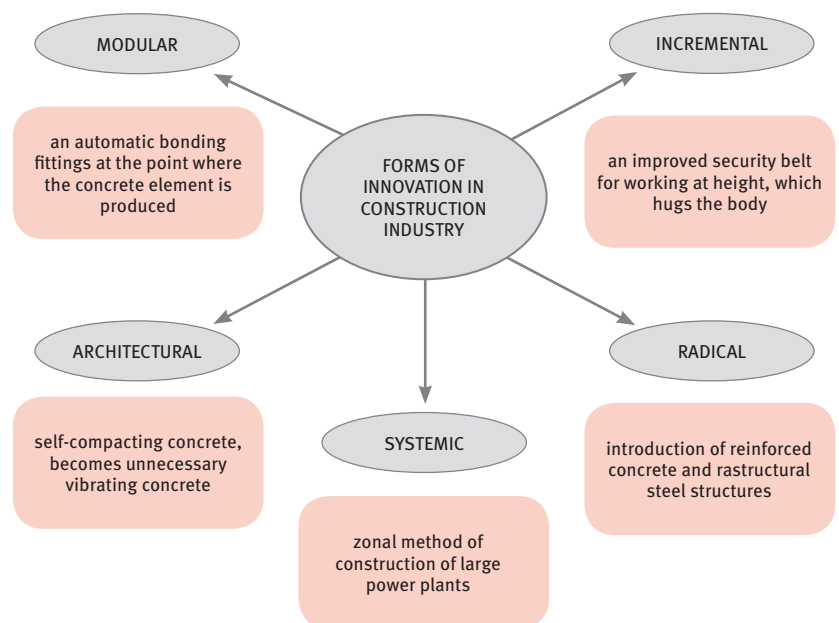 MODULAR
INCREMENTAL
an automatic bonding
fittings at the point where
the concrete element is
produced
FORMS OF
INNOVATION IN
CONSTRUCTION
INDUSTRY
an improved security belt
for working at height, which
hugs the body
ARCHITECTURAL
RADICAL
self-compacting concrete,
becomes unnecessary
vibrating concrete
SYSTEMIC
introduction of reinforced
concrete and rastructural
steel structures
zonal method of
construction of large
power plants